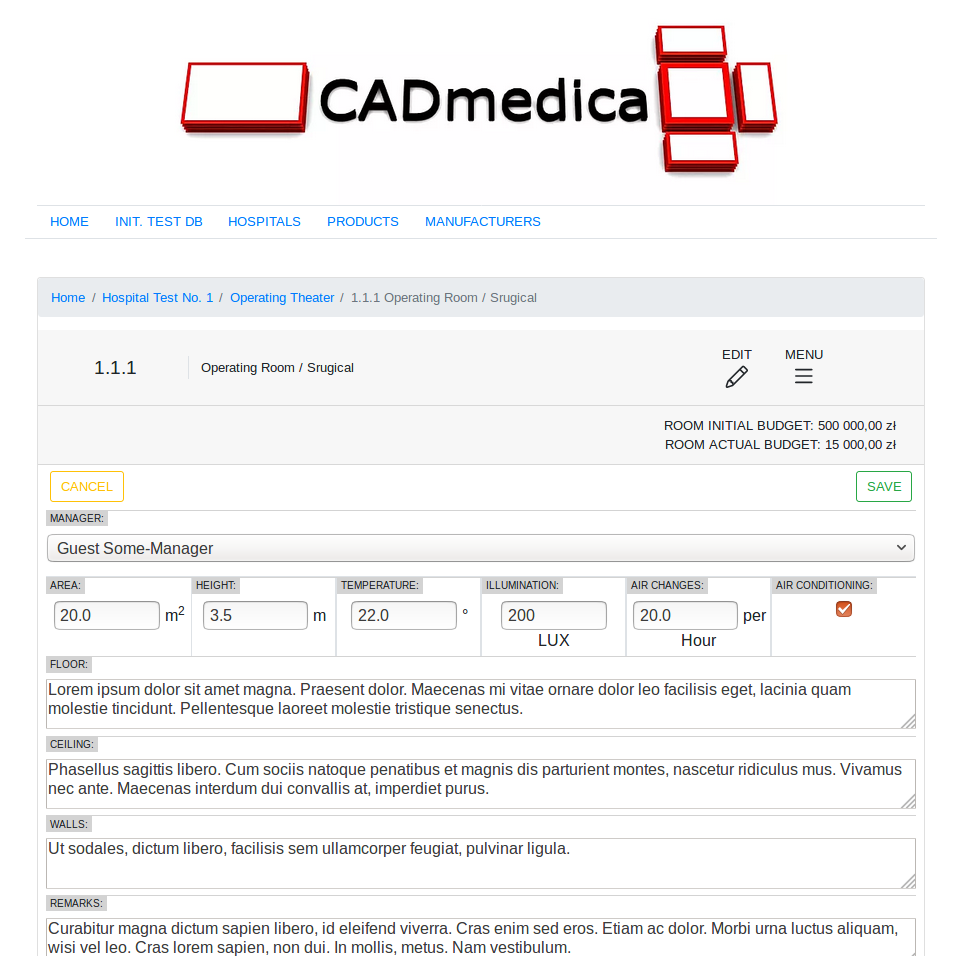 CADmedica
HOME INIT. TEST DB HOSPITALS PRODUCTS MANUFACTURERS
Home / Hospital Test No. 1 / Operating Theater / 1.1.1 Operating Room / Srugical
1.1.1 Operating Room / Srugical EDIT MENU
ROOM INITIAL BUDGET: 500 000,00 zł
ROOM ACTUAL BUDGET: 15 000,00 zł
CANCEL SAVE
MANAGER:
Guest Some-Manager
AREA: HEIGHT: TEMPERATURE: ILLUMINATION: AIR CHANGES: AIR CONDITIONING:
20.0 m² 3.5 m 22.0 ° 200 20.0 per
LUX Hour
FLOOR:
Lorem ipsum dolor sit amet magna. Praesent dolor. Maecenas mi vitae ornare dolor leo facilisis eget, lacinia quam
molestie tincidunt. Pellentesque laoreet molestie tristique senectus.
CEILING:
Phasellus sagittis libero. Cum sociis natoque penatibus et magnis dis parturient montes, nascetur ridiculus mus. Vivamus
nec ante. Maecenas interdum dui convallis at, imperdiet purus.
WALLS:
Ut sodales, dictum libero, facilisis sem ullamcorper feugiat, pulvinar ligula.
REMARKS:
Curabitur magna dictum sapien libero, id eleifend viverra. Cras enim sed eros. Etiam ac dolor. Morbi urna luctus aliquam,
wisi vel leo. Cras lorem sapien, non dui. In mollis, metus. Nam vestibulum.